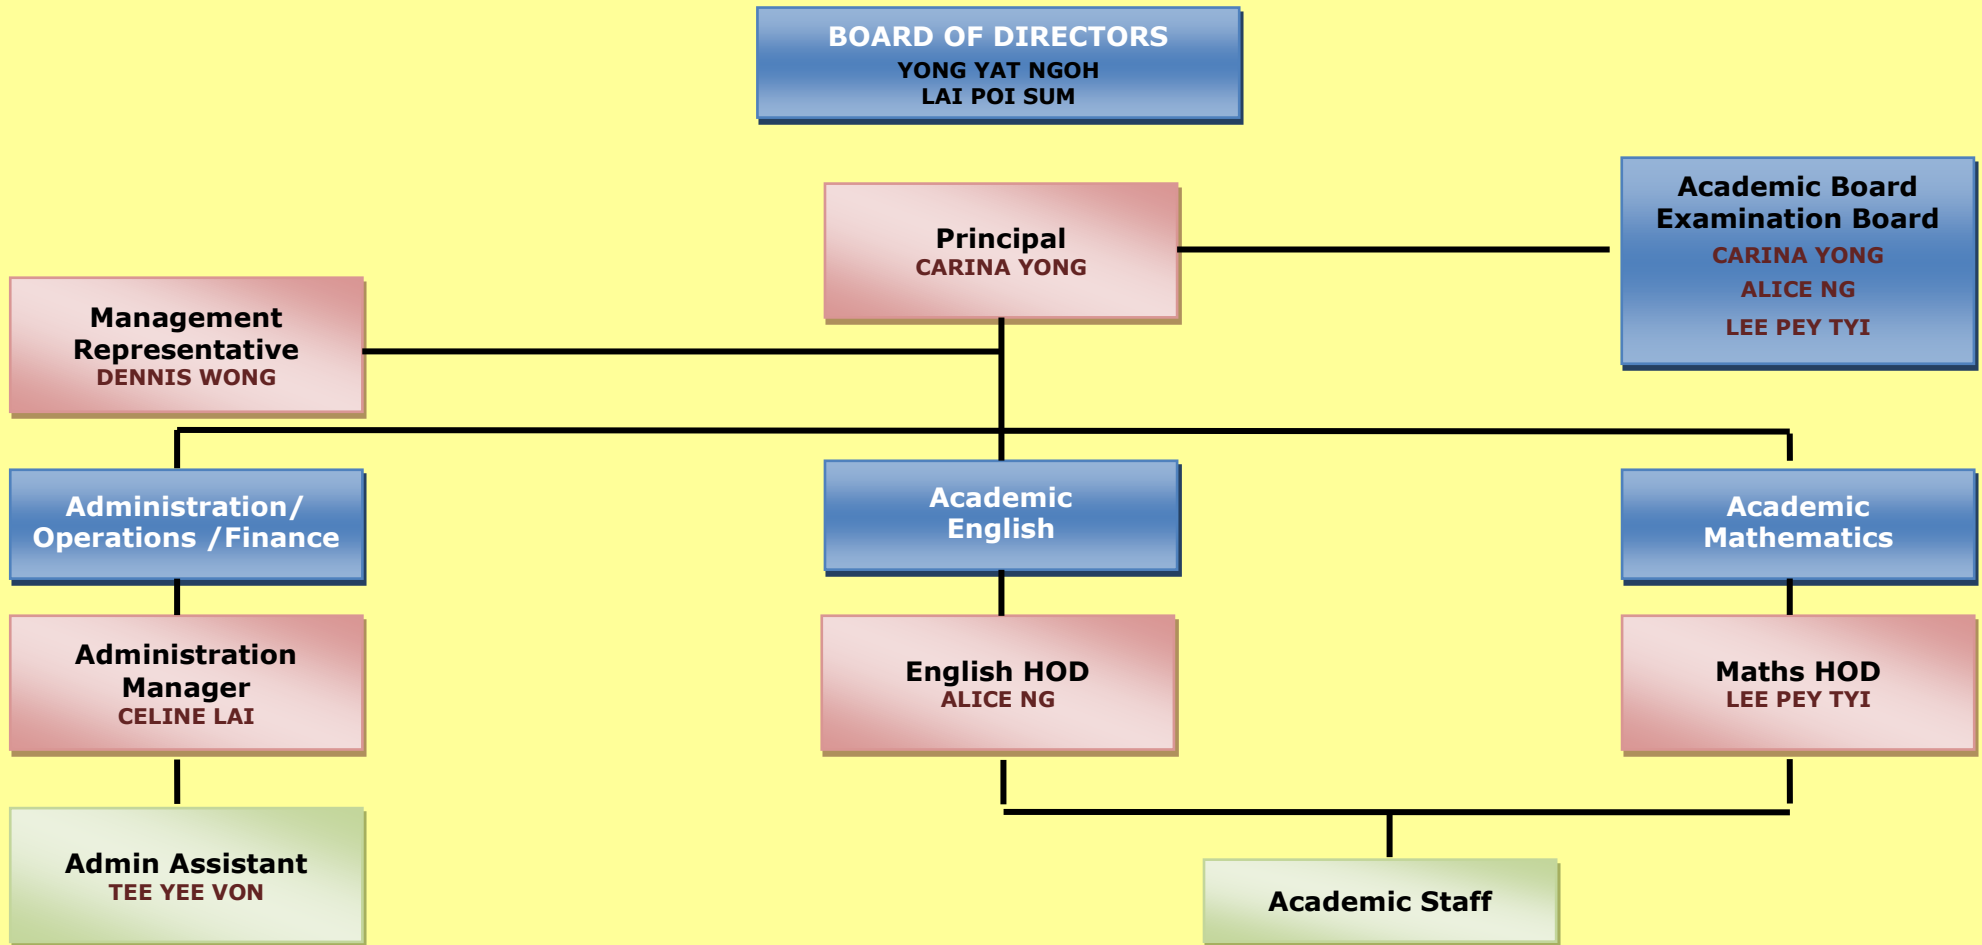 BOARD OF DIRECTORS
YONG YAT NGOH
LAI POI SUM
Principal
CARINA YONG
Academic Board
Examination Board
CARINA YONG
ALICE NG
LEE PEY TYI
Management
Representative
DENNIS WONG
Administration/
Operations /Finance
Academic
English
Academic
Mathematics
Administration
Manager
CELINE LAI
English HOD
ALICE NG
Maths HOD
LEE PEY TYI
Admin Assistant
TEE YEE VON
Academic Staff